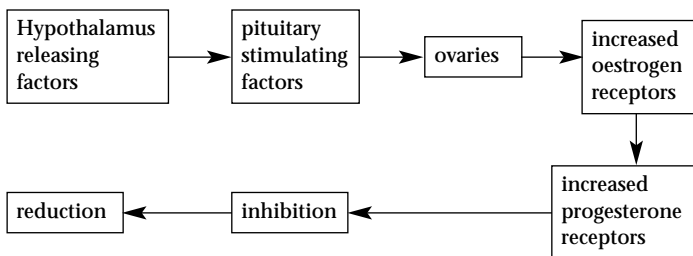 Hypothalamus
releasing
factors
pituitary
stimulating
factors
ovaries
increased
oestrogen
receptors
increased
progesterone
receptors
inhibition
reduction